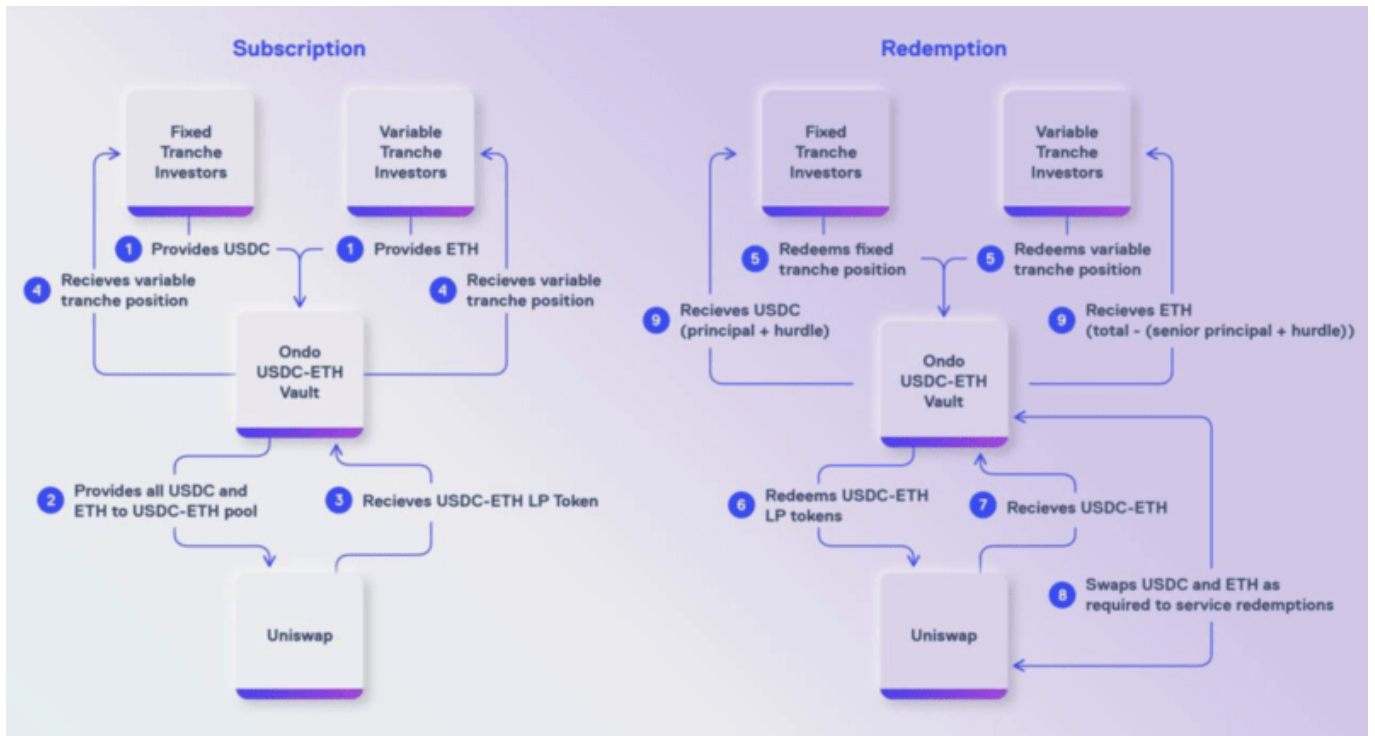 Subscription
Fixed
Tranche
Investors
Variable
Tranche
Investors
1 Provides USDC
1 Provides ETH
4 Recieves variable
tranche position
4 Recieves variable
tranche position
Ondo
USDC-ETH
Vault
2 Provides all USDC and
ETH to USDC-ETH pool
3 Recieves USDC-ETH LP Token
Uniswap
Redemption
Fixed
Tranche
Investors
Variable
Tranche
Investors
5 Redeems fixed
tranche position
5 Redeems variable
tranche position
9 Recieves USDC
(principal + hurdle)
9 Recieves ETH
(total - (senior principal + hurdle))
Ondo
USDC-ETH
Vault
6 Redeems USDC-ETH
LP tokens
7 Recieves USDC-ETH
8 Swaps USDC and ETH as
required to service redemptions
Uniswap